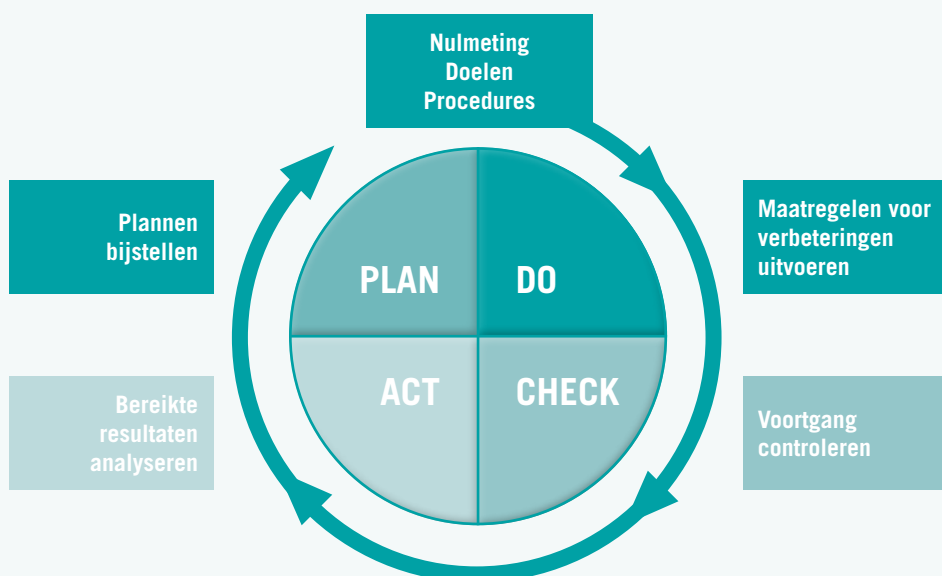 Nulmeting
Doelen
Procedures
Plannen
bijstellen
Maatregelen voor
verbeteringen
uitvoeren
PLAN
DO
ACT
CHECK
Bereikte
resultaten
analyseren
Voortgang
controleren